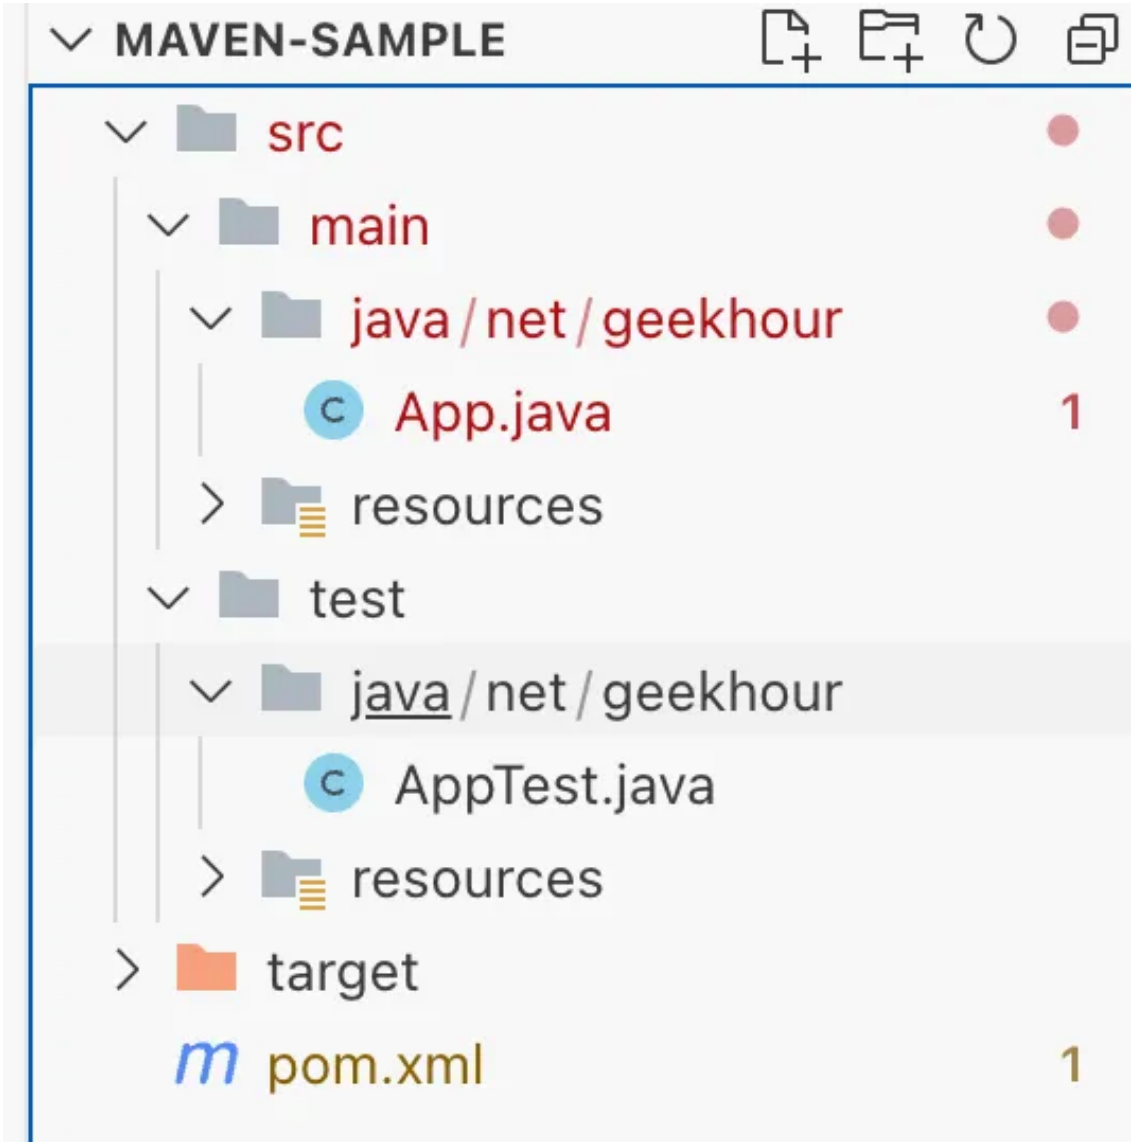 MAVEN-SAMPLE
src
main
java/net/geekhour
App.java 1
resources
test
java/net/geekhour
AppTest.java
resources
target
pom.xml 1